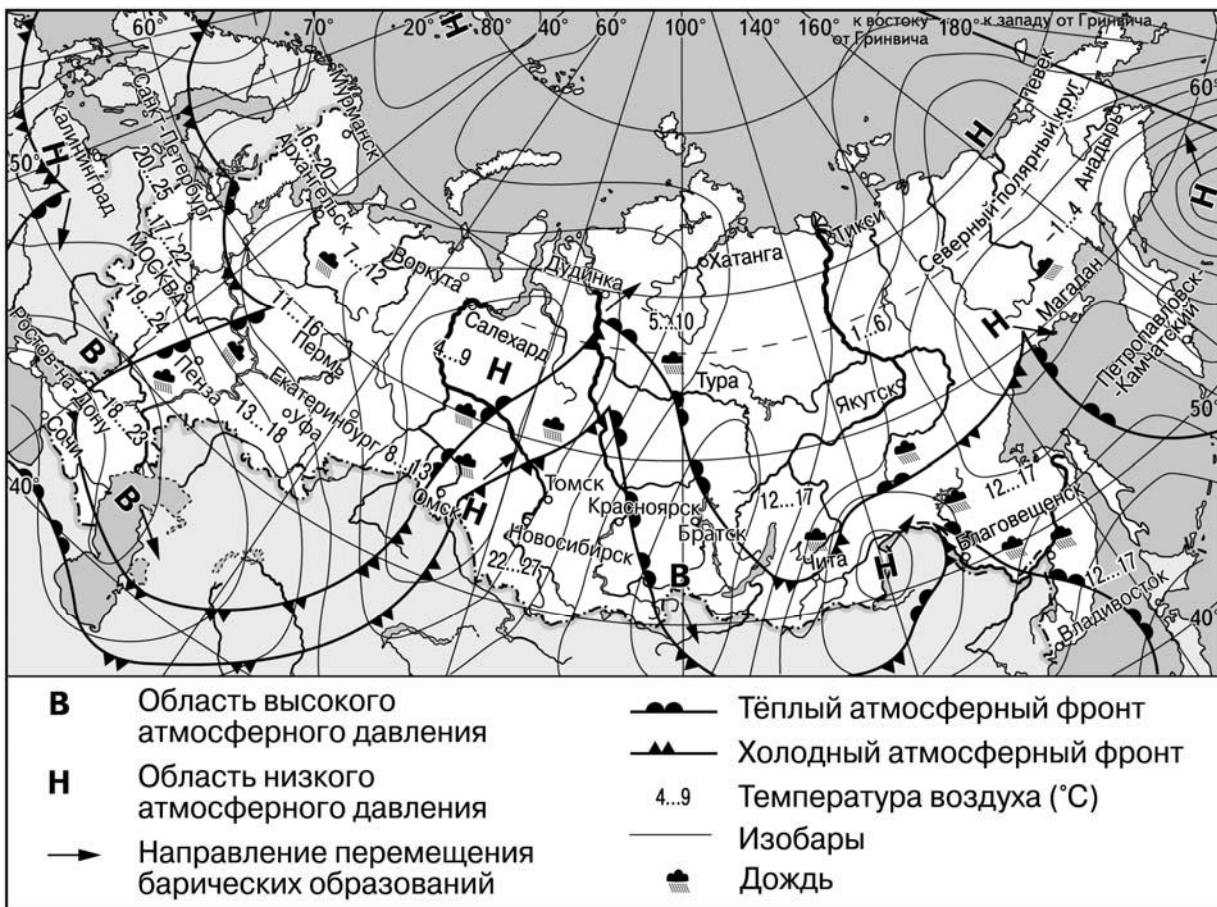 60°
70°
20
40
80°
60°
100°
140°
160°
180°
к востоку
от Гринвича
к западу от Гринвича
60°
50°
40°
50°
40°
Н
Н
Н
Н
Н
Н
Н
Н
Н
В
В
В
Калининград
Санкт-Петербург
20...25
Мурманск
16...20
Архангельск
17...22
МОСКВА
19...24
7...12
Воркута
11...16
Пермь
Ростов-на-
Дону
Сочи
18...23
Пенза
13...18
Екатеринбург
Уфа
8...13
Омск
Салехард
4...9
Дудинка
Хатанга
5...10
Тура
Тикси
1...6
Якутск
Северный полярный круг
Певек
Анадырь
-1...4
Магадан
Петропавловск-
-Камчатский
Томск
Новосибирск
22...27
Красноярск
Братск
12...17
Чита
12...17
Благовещенск
12...17
Владивосток
В Область высокого
атмосферного давления
Н Область низкого
атмосферного давления
Направление перемещения
барических образований
Тёплый атмосферный фронт
Холодный атмосферный фронт
4...9 Температура воздуха (°С)
Изобары
Дождь